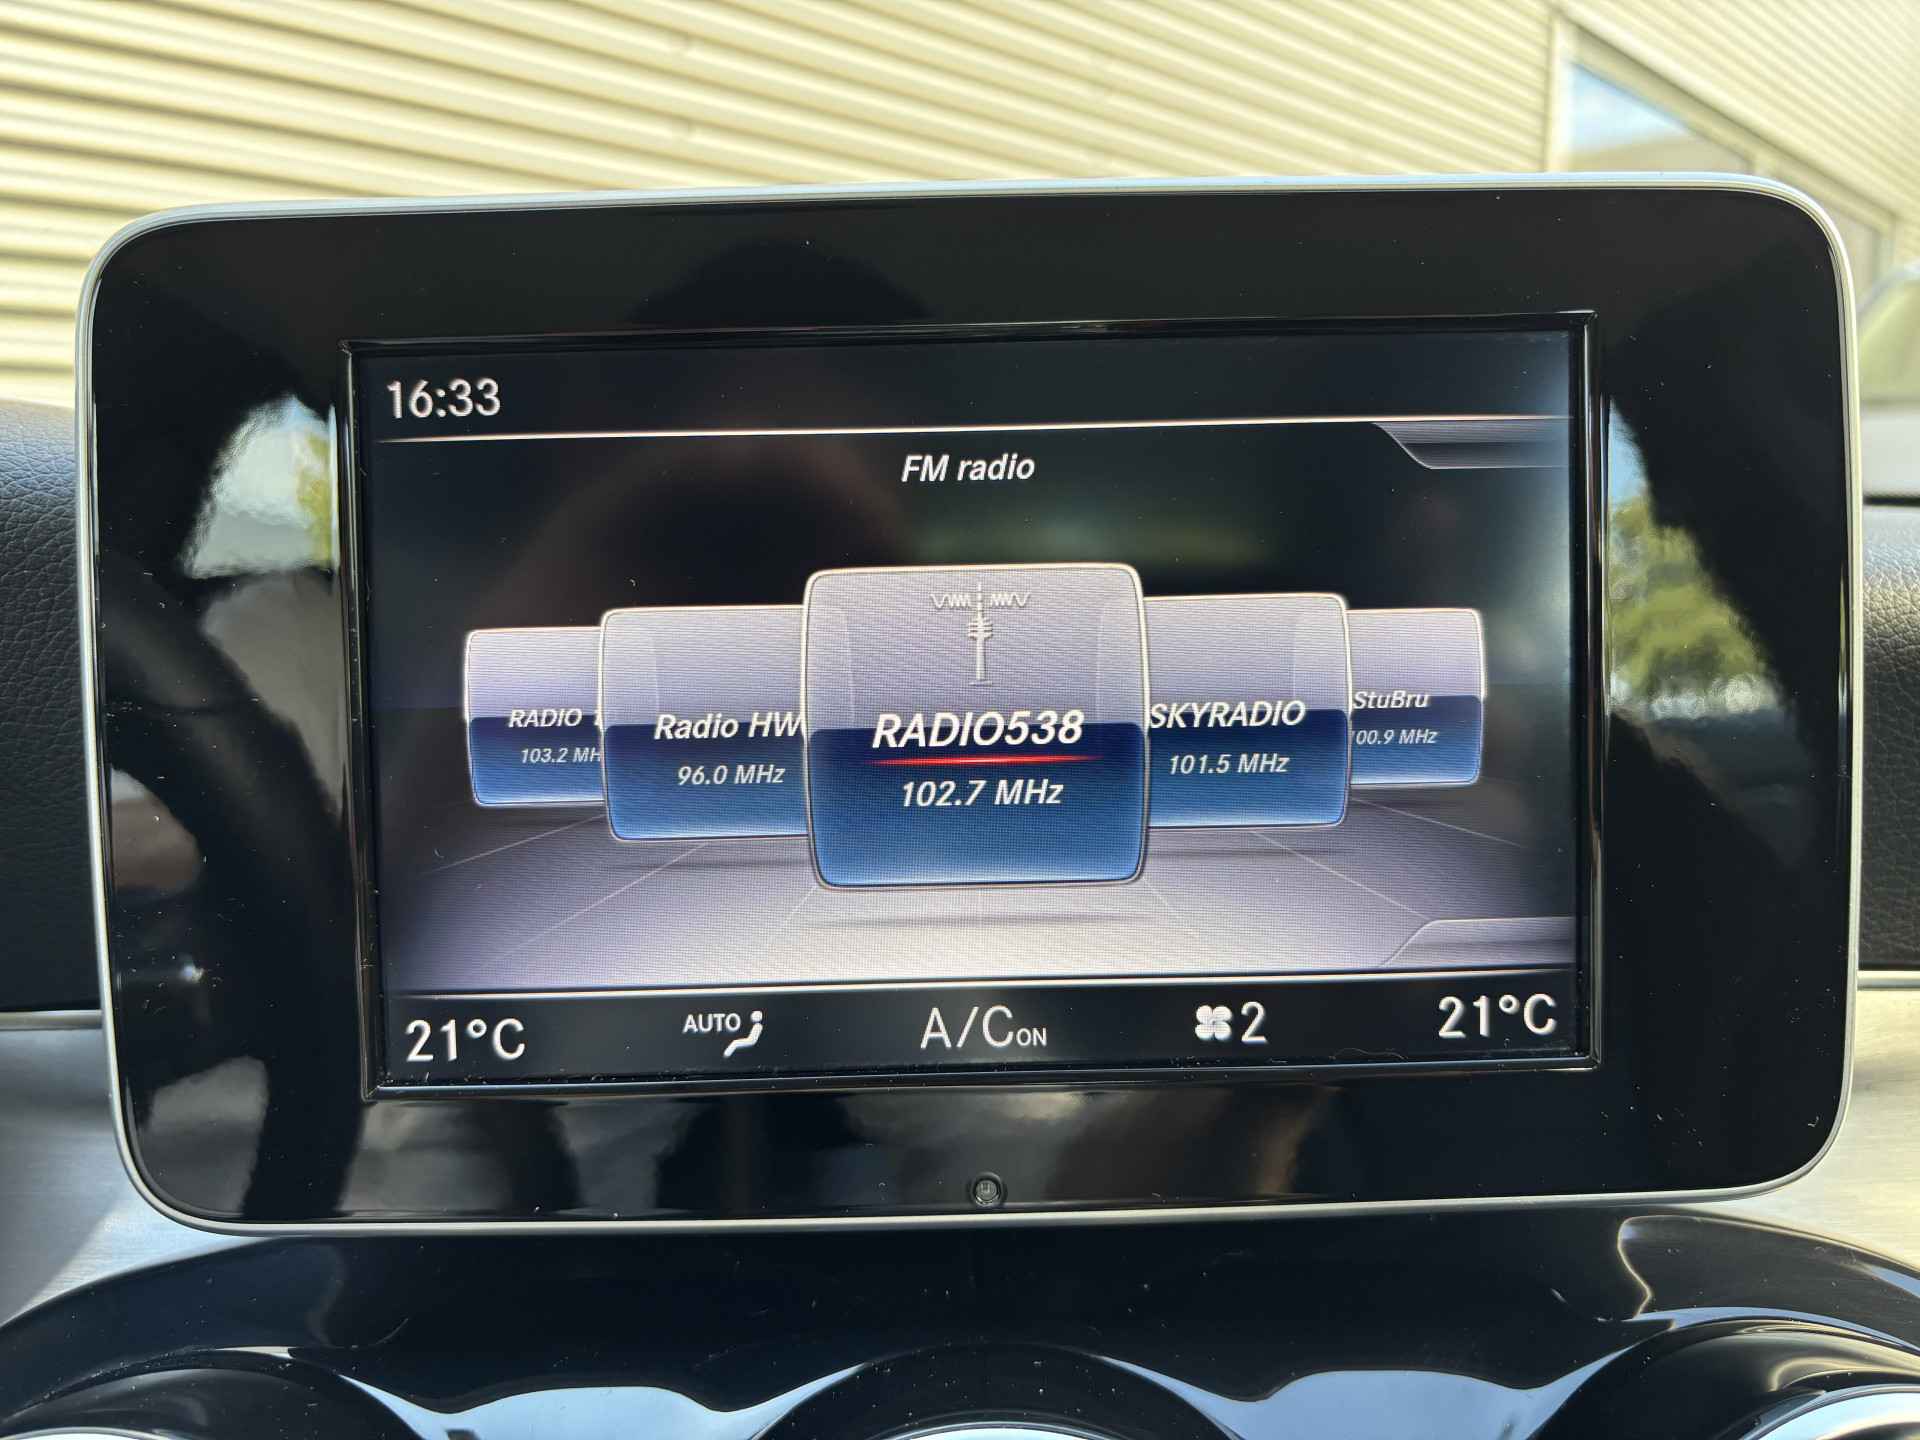 16:33
FM radio
RADIO
103.2 MH
Radio HW
96.0 MHz
RADIO538
102.7 MHz
SKYRADIO
101.5 MHz
StuBru
00.9 MHz
21°C AUTO A/C ON 2 21°C